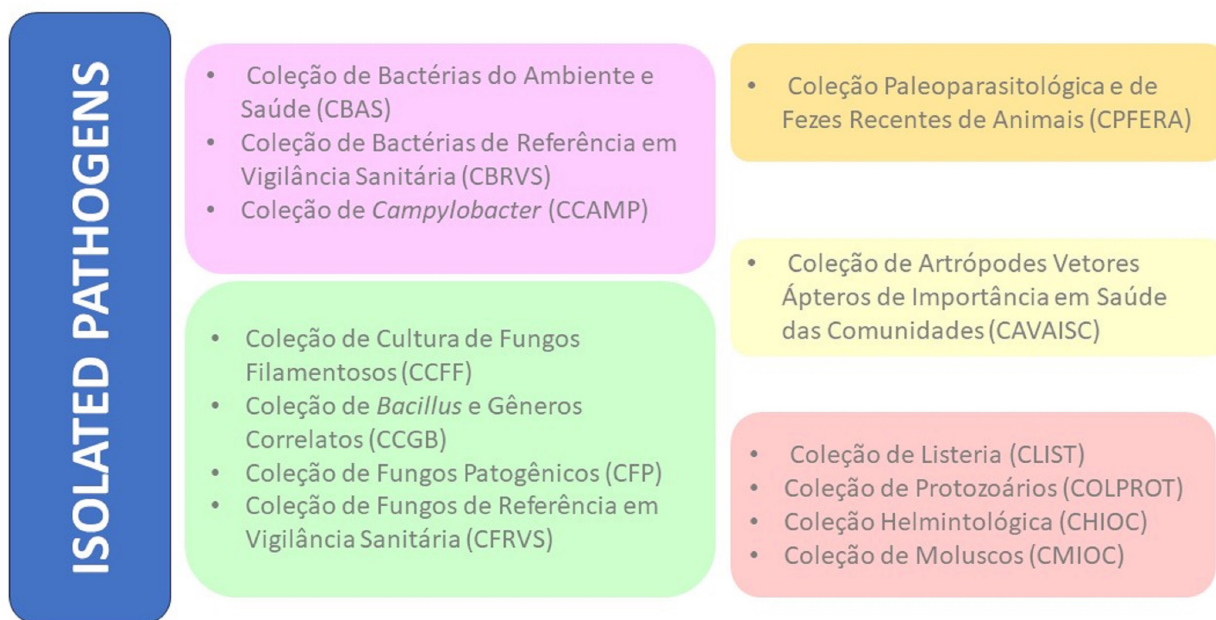 ISOLATED PATHOGENS
• Coleção de Bactérias do Ambiente e
Saúde (CBAS)
• Coleção de Bactérias de Referência em
Vigilância Sanitária (CBRVS)
• Coleção de Campylobacter (CCAMP)
• Coleção de Cultura de Fungos
Filamentosos (CCFF)
• Coleção de Bacillus e Gêneros
Correlatos (CCGB)
• Coleção de Fungos Patogênicos (CFP)
• Coleção de Fungos de Referência em
Vigilância Sanitária (CFRVS)
• Coleção Paleoparasitológica e de
Fezes Recentes de Animais (CPFERA)
• Coleção de Artrópodes Vetores
Ápteros de Importância em Saúde
das Comunidades (CAVAISC)
• Coleção de Listeria (CLIST)
• Coleção de Protozoários (COLPROT)
• Coleção Helmintológica (CHIOC)
• Coleção de Moluscos (CMIOC)